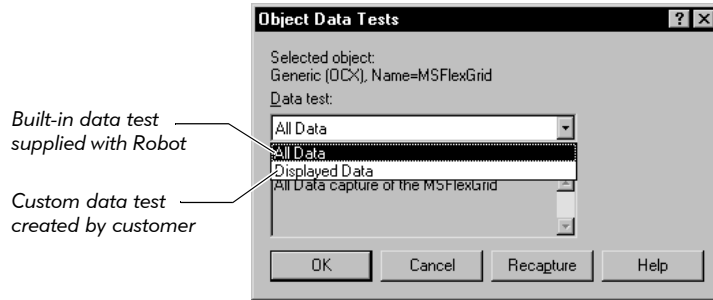 Object Data Tests
Selected object:
Generic (OCX), Name=MSFlexGrid
Data test:
Built-in data test
supplied with Robot
All Data
All Data
Displayed Data
All Data capture of the MSFlexGrid
Custom data test
created by customer
OK Cancel Recapture Help